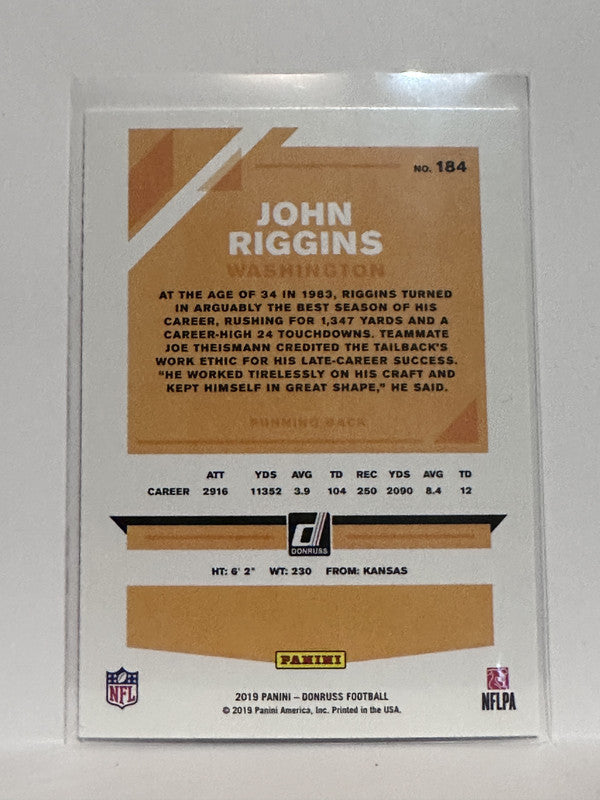 NO. 184
JOHN
RIGGINS
WASHINGTON
AT THE AGE OF 34 IN 1983, RIGGINS TURNED
IN ARGUABLY THE BEST SEASON OF HIS
CAREER, RUSHING FOR 1,347 YARDS AND A
CAREER-HIGH 24 TOUCHDOWNS. TEAMMATE
JOE THEISMANN CREDITED THE TAILBACK'S
WORK ETHIC FOR HIS LATE-CAREER SUCCESS.
"HE WORKED TIRELESSLY ON HIS CRAFT AND
KEPT HIMSELF IN GREAT SHAPE," HE SAID.
RUNNING BACK
ATT YDS AVG TD REC YDS AVG TD
CAREER 2916 11352 3.9 104 250 2090 8.4 12
DONRUSS
HT: 6' 2" WT: 230 FROM: KANSAS
PANINI
NFL
2019 PANINI – DONRUSS FOOTBALL
© 2019 Panini America, Inc. Printed in the USA.
NFLPA